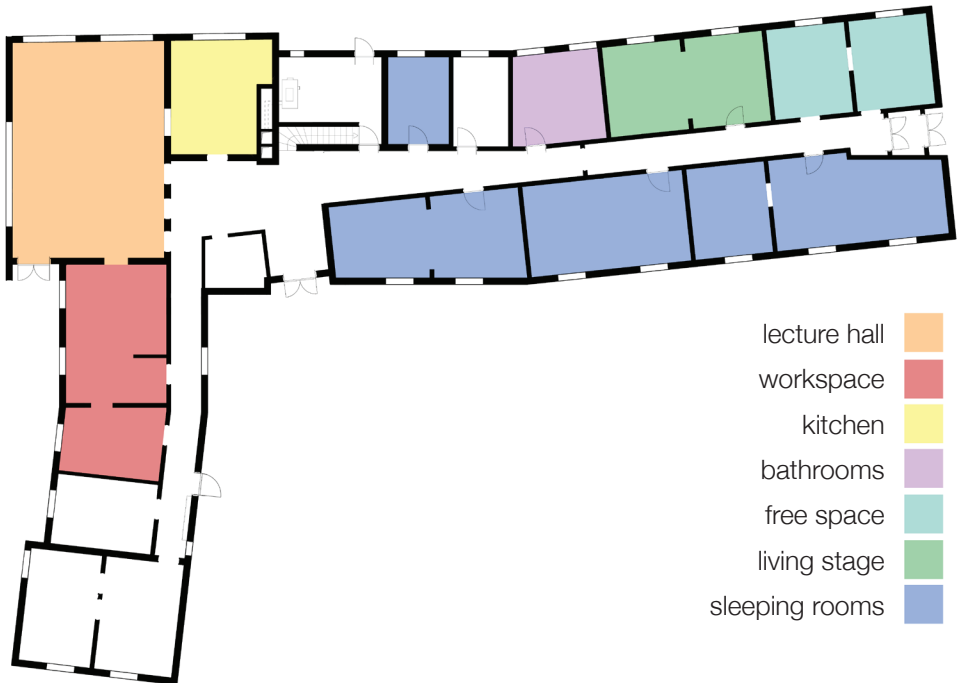 lecture hall
workspace
kitchen
bathrooms
free space
living stage
sleeping rooms